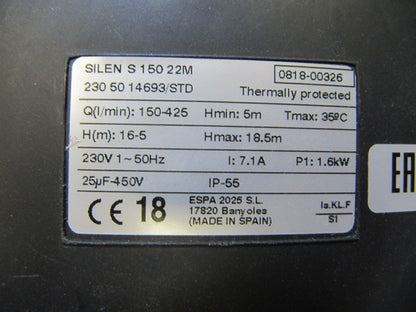 SILEN S 150 22M 0818-00326
230 50 14693/STD Thermally protected
Q(l/min): 150-425 Hmin: 5m Tmax: 35ºC
H(m): 16-5 Hmax: 18.5m
230V 1~50Hz I: 7.1A P1: 1.6kW
25µF-450V IP-55
CE 18 ESPA 2025 S.L. Is.KL.F
17820 Banyoles SI
(MADE IN SPAIN)
EA